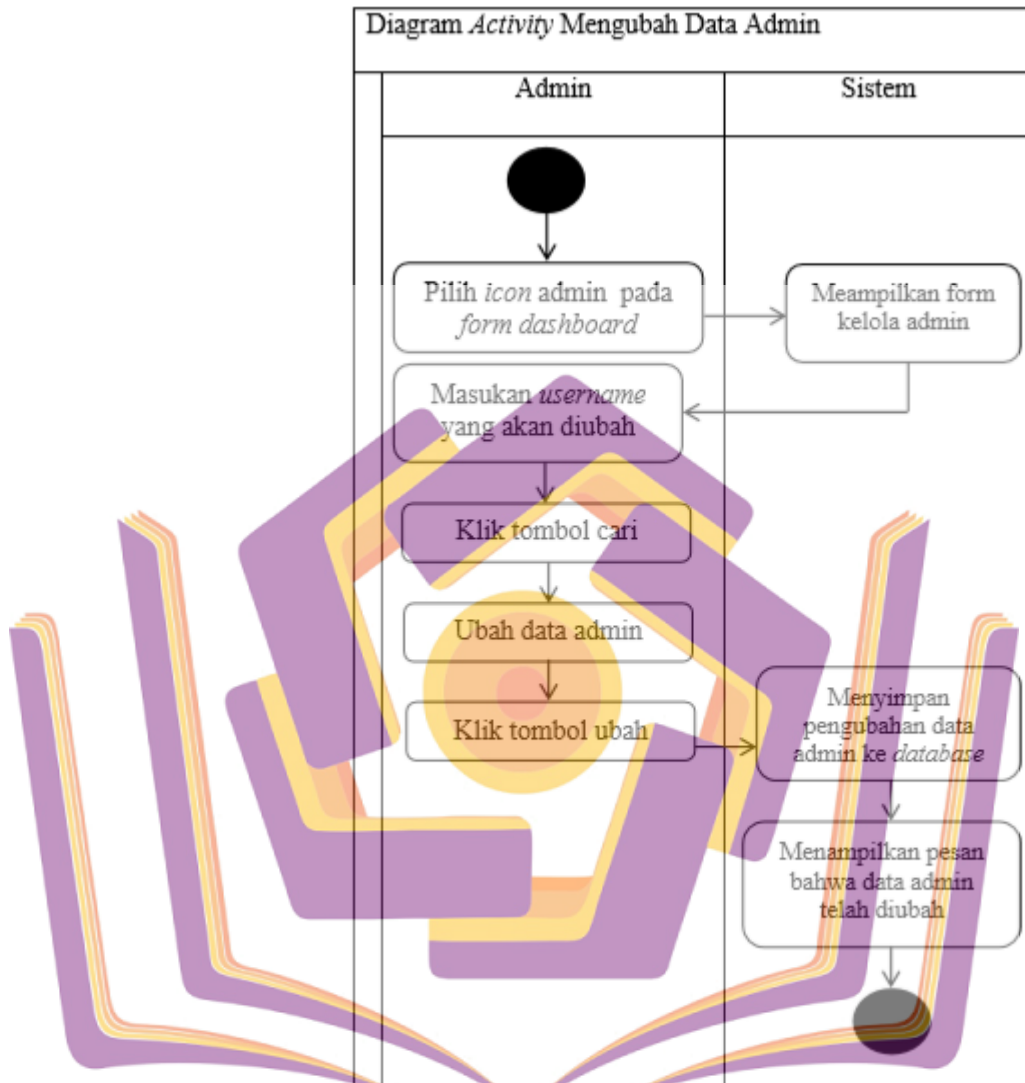 Diagram Activity Mengubah Data Admin
Admin
Sistem
Pilih icon admin pada
form dashboard
Meampilkan form
kelola admin
Masukan username
yang akan diubah
Klik tombol cari
Ubah data admin
Klik tombol ubah
Menyimpan
pengubahan data
admin ke database
Menampilkan pesan
bahwa data admin
telah diubah